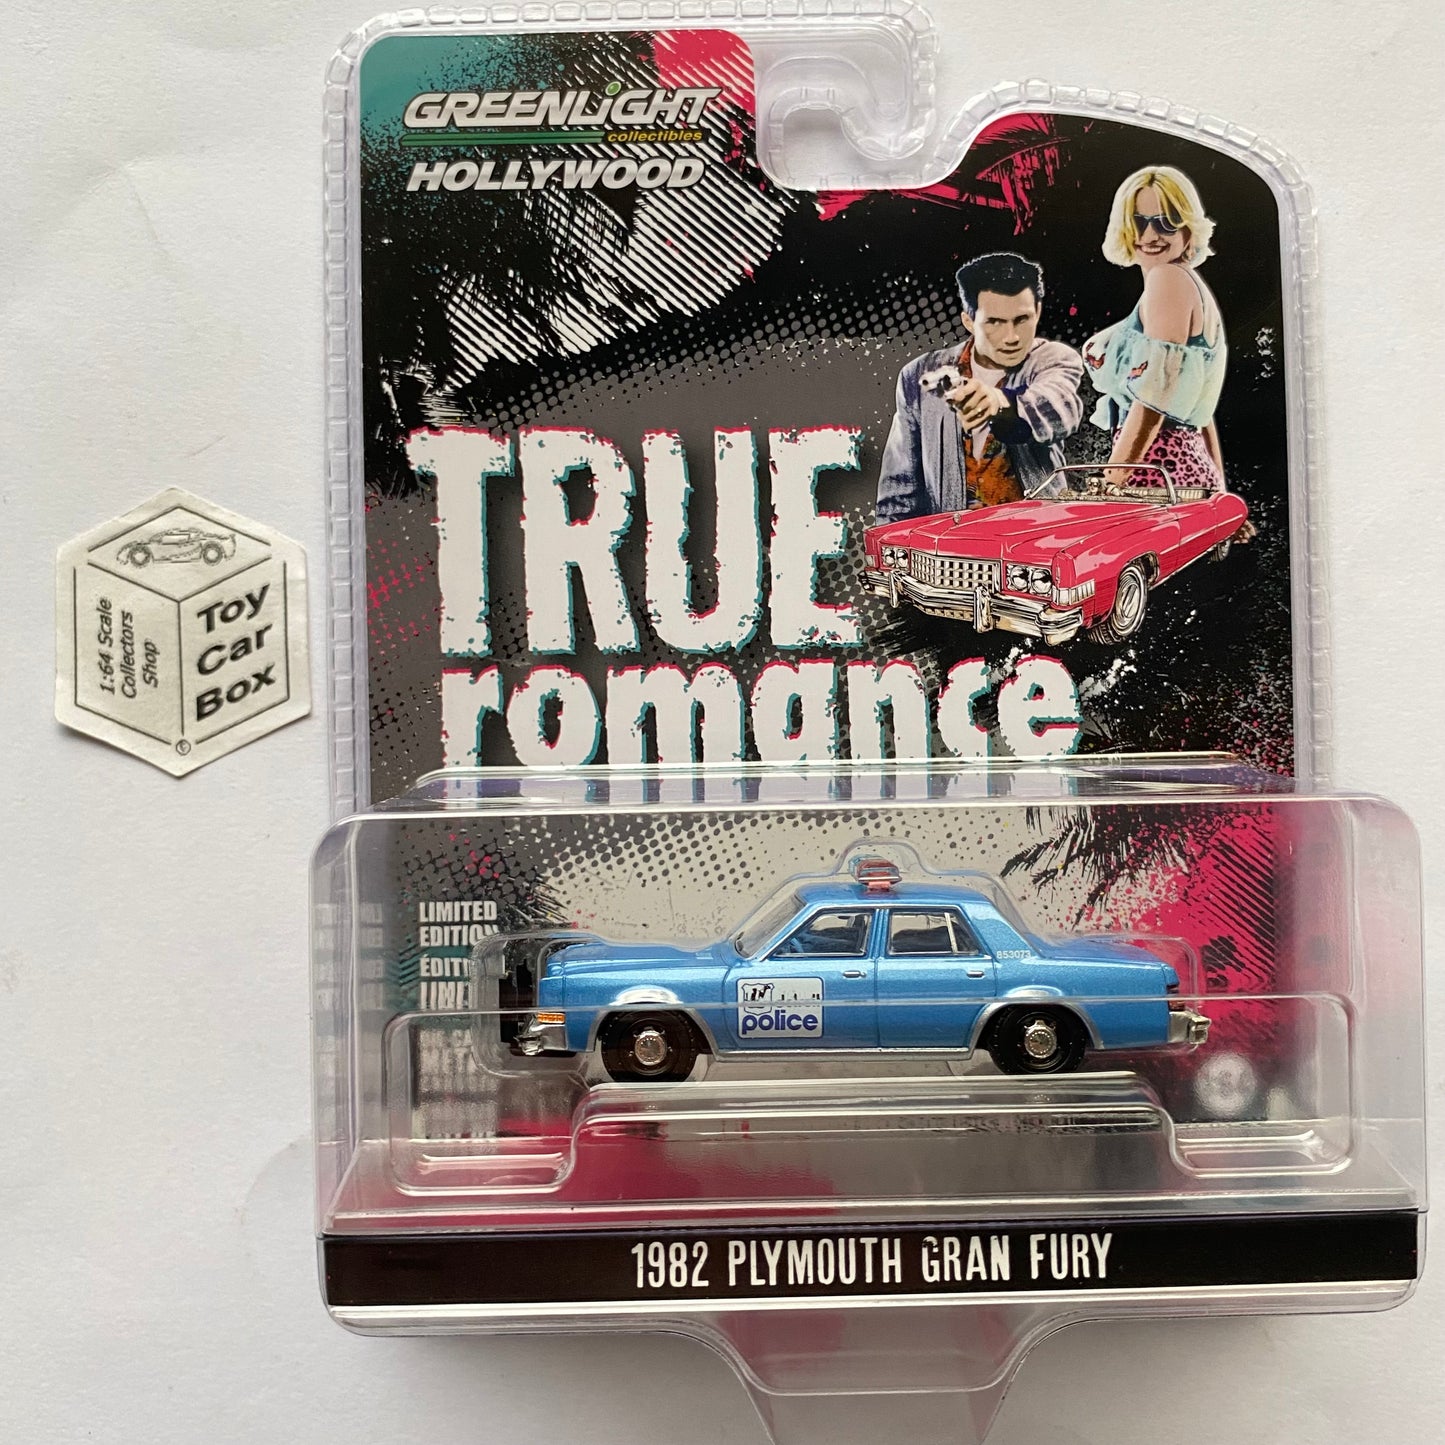 GREENLiGHT
collectibles
HOLLYWOOD
TRUE
romance
1:64 Scale
Collectors
Shop
Toy
Car
Box
©
LIMITED
EDITION
853073
police
1982 PLYMOUTH GRAN FURY